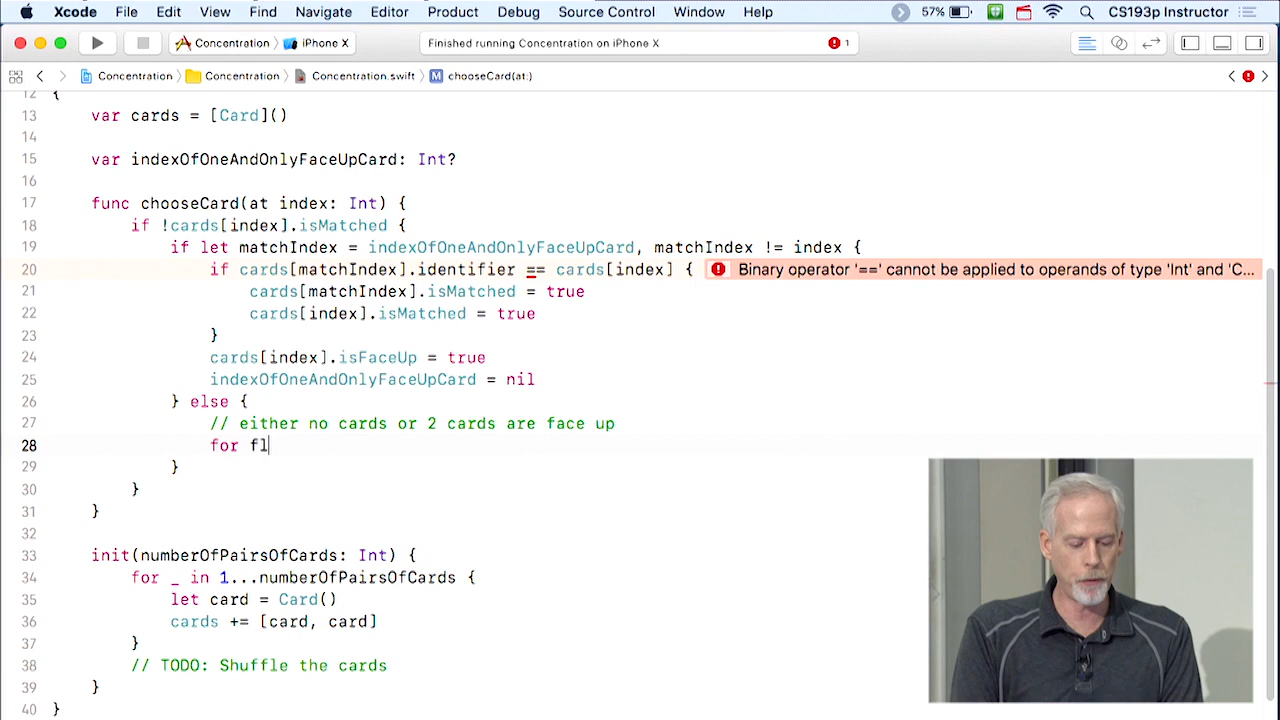 Xcode File Edit View Find Navigate Editor Product Debug Source Control Window Help 57% CS193p Instructor
Concentration iPhone X Finished running Concentration on iPhone X 1
Concentration Concentration Concentration.swift M chooseCard(at:)
12 {
13 var cards = [Card]()
14
15 var indexOfOneAndOnlyFaceUpCard: Int?
16
17 func chooseCard(at index: Int) {
18 if !cards[index].isMatched {
19 if let matchIndex = indexOfOneAndOnlyFaceUpCard, matchIndex != index {
20 if cards[matchIndex].identifier == cards[index] { Binary operator '==' cannot be applied to operands of type 'Int' and 'C...
21 cards[matchIndex].isMatched = true
22 cards[index].isMatched = true
23 }
24 cards[index].isFaceUp = true
25 indexOfOneAndOnlyFaceUpCard = nil
26 } else {
27 // either no cards or 2 cards are face up
28 for fl
29 }
30 }
31 }
32
33 init(numberOfPairsOfCards: Int) {
34 for _ in 1...numberOfPairsOfCards {
35 let card = Card()
36 cards += [card, card]
37 }
38 // TODO: Shuffle the cards
39 }
40 }